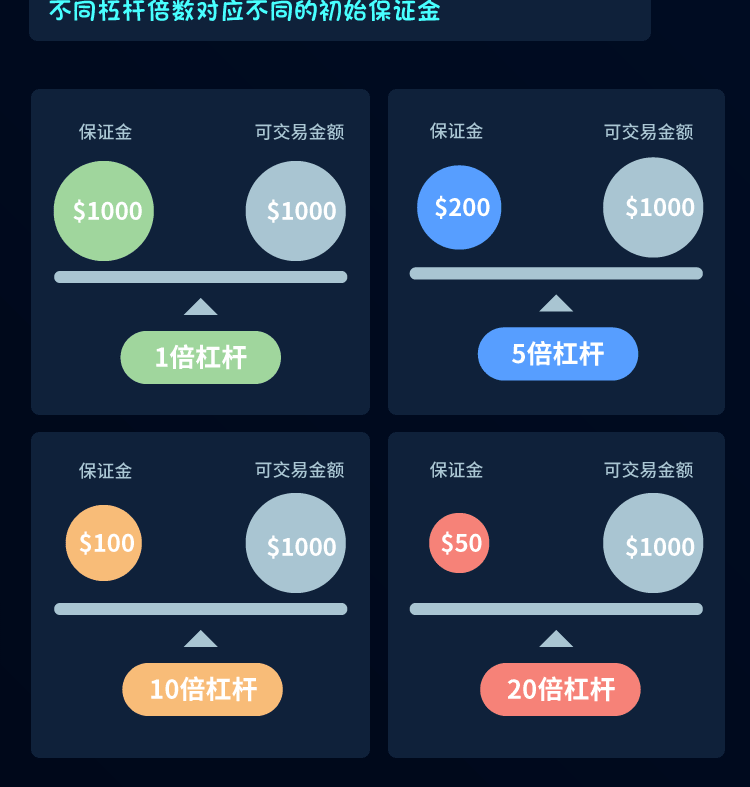 不同杠杆倍数对应不同的初始保证金
保证金 可交易金额
$1000 $1000
1倍杠杆
保证金 可交易金额
$200 $1000
5倍杠杆
保证金 可交易金额
$100 $1000
10倍杠杆
保证金 可交易金额
$50 $1000
20倍杠杆